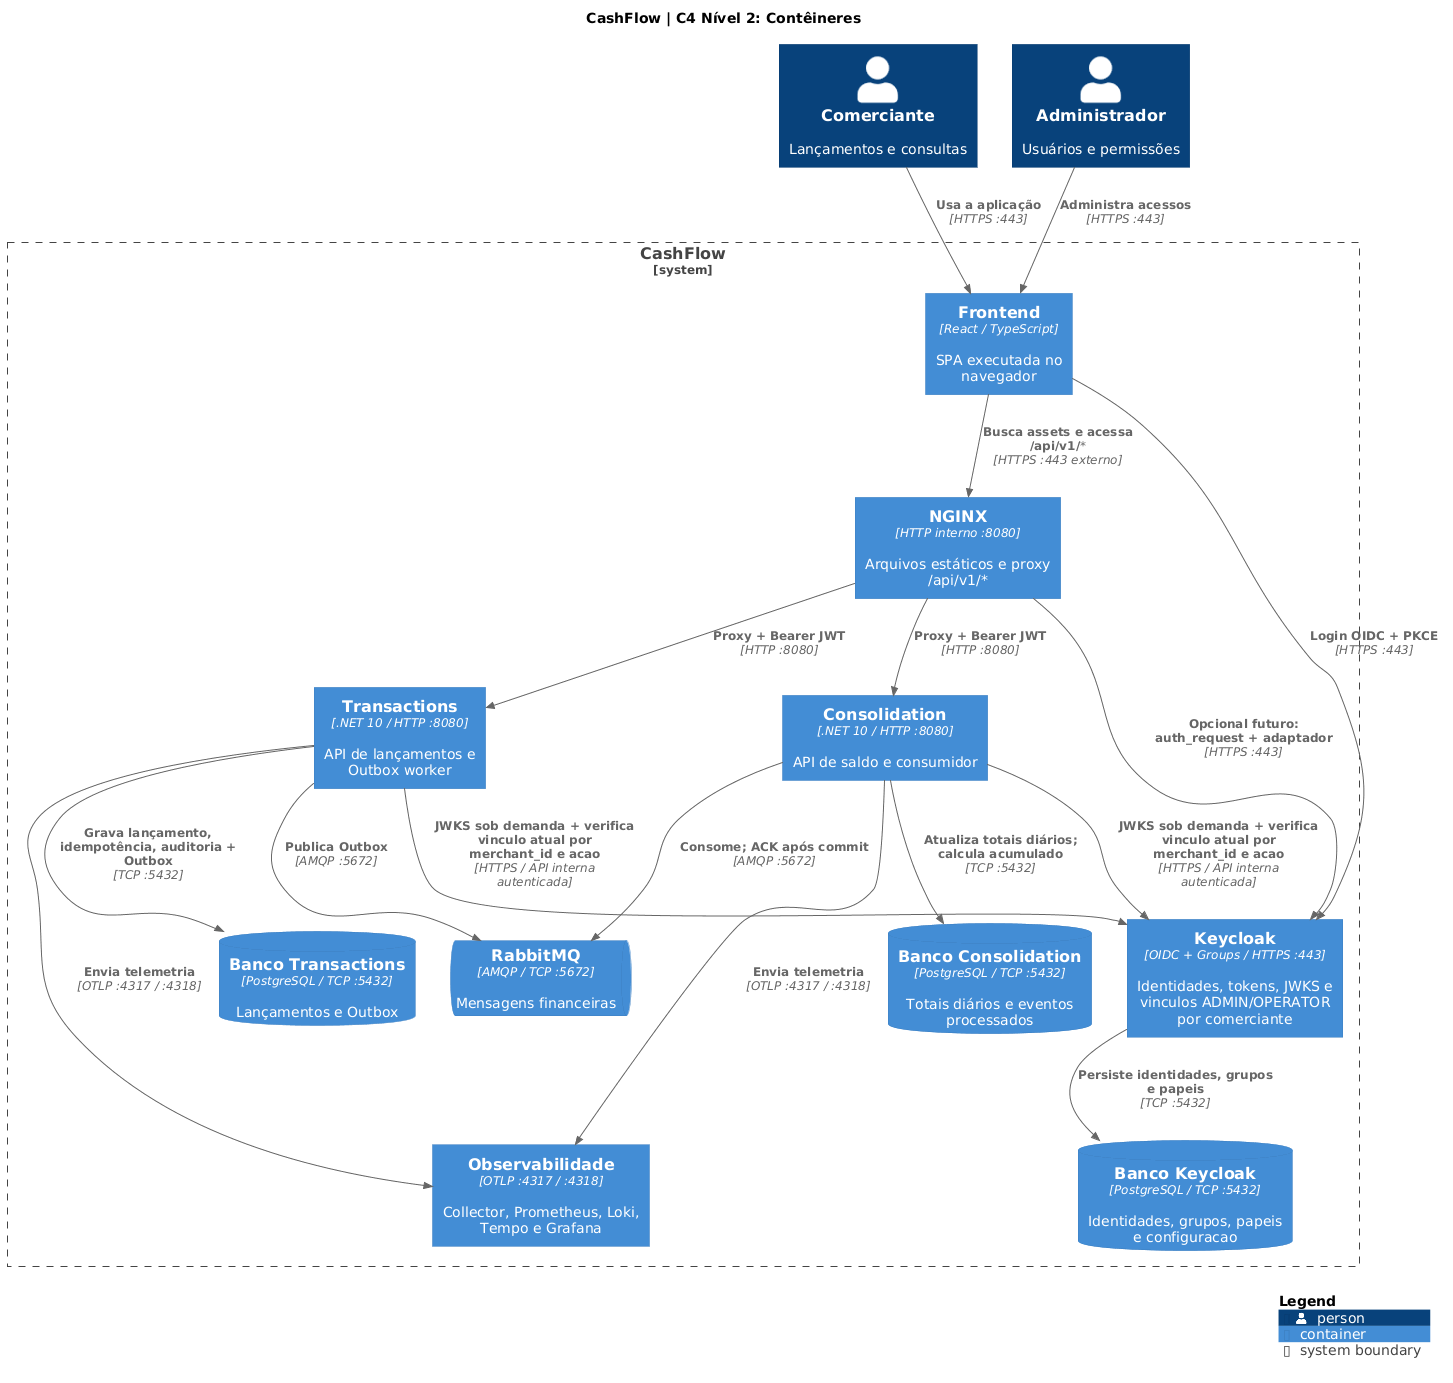 CashFlow | C4 Nível 2: Contêineres
Comerciante
Lançamentos e consultas
Administrador
Usuários e permissões
Usa a aplicação
[HTTPS :443]
Administra acessos
[HTTPS :443]
CashFlow
[system]
Frontend
[React / TypeScript]
SPA executada no
navegador
Busca assets e acessa
/api/v1/*
[HTTPS :443 externo]
NGINX
[HTTP interno :8080]
Arquivos estáticos e proxy
/api/v1/*
Proxy + Bearer JWT
[HTTP :8080]
Proxy + Bearer JWT
[HTTP :8080]
Login OIDC + PKCE
[HTTPS :443]
Transactions
[.NET 10 / HTTP :8080]
API de lançamentos e
Outbox worker
Consolidation
[.NET 10 / HTTP :8080]
API de saldo e consumidor
Opcional futuro:
auth_request + adaptador
[HTTPS :443]
Grava lançamento,
idempotência, auditoria +
Outbox
[TCP :5432]
Publica Outbox
[AMQP :5672]
JWKS sob demanda + verifica
vinculo atual por
merchant_id e acao
[HTTPS / API interna
autenticada]
Consome; ACK após commit
[AMQP :5672]
Atualiza totais diários;
calcula acumulado
[TCP :5432]
JWKS sob demanda + verifica
vinculo atual por
merchant_id e acao
[HTTPS / API interna
autenticada]
Envia telemetria
[OTLP :4317 / :4318]
Banco Transactions
[PostgreSQL / TCP :5432]
Lançamentos e Outbox
RabbitMQ
[AMQP / TCP :5672]
Mensagens financeiras
Envia telemetria
[OTLP :4317 / :4318]
Banco Consolidation
[PostgreSQL / TCP :5432]
Totais diários e eventos
processados
Keycloak
[OIDC + Groups / HTTPS :443]
Identidades, tokens, JWKS e
vinculos ADMIN/OPERATOR
por comerciante
Persiste identidades, grupos
e papeis
[TCP :5432]
Observabilidade
[OTLP :4317 / :4318]
Collector, Prometheus, Loki,
Tempo e Grafana
Banco Keycloak
[PostgreSQL / TCP :5432]
Identidades, grupos, papeis
e configuracao
Legend
person
container
system boundary